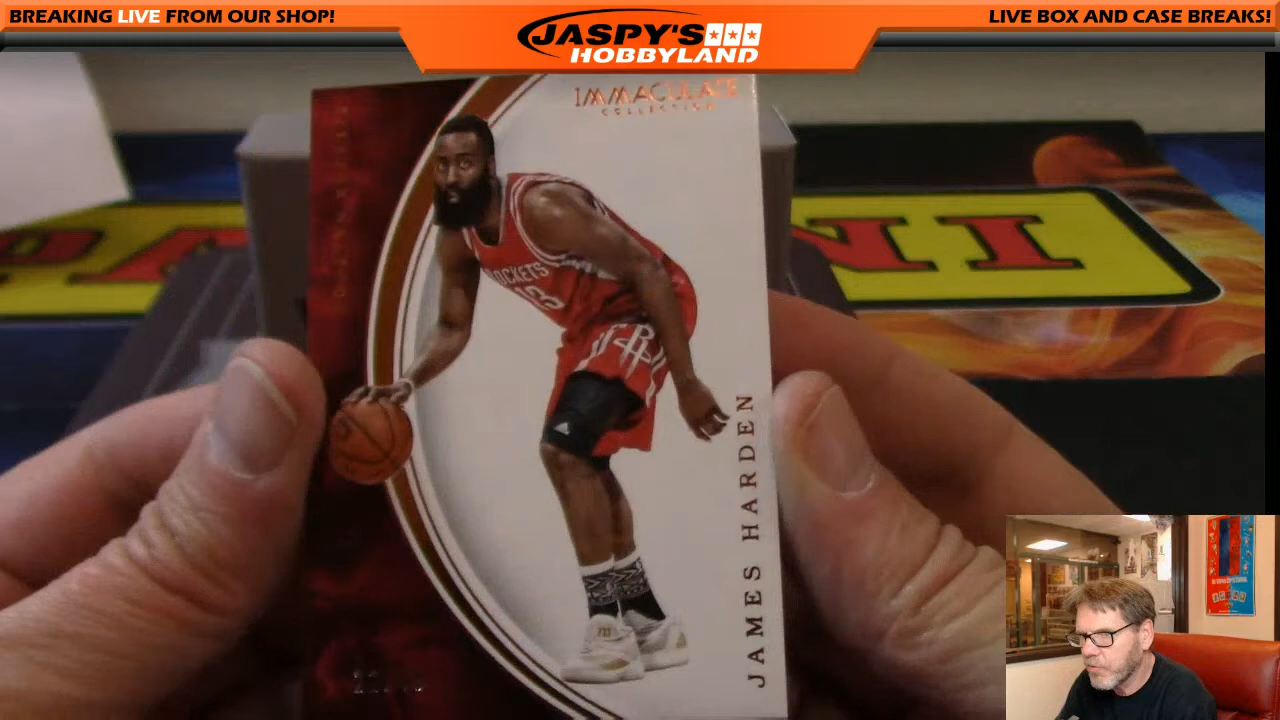 BREAKING LIVE FROM OUR SHOP!
JASPY'S
HOBBYLAND
LIVE BOX AND CASE BREAKS!
IMMACULATE
COLLECTION
ROCKETS
13
JAMES HARDEN